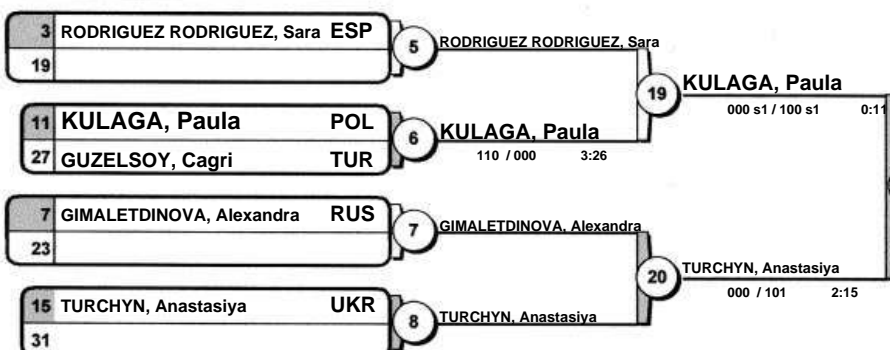 3 RODRIGUEZ RODRIGUEZ, Sara ESP
19
5
RODRIGUEZ RODRIGUEZ, Sara
11 KULAGA, Paula POL
27 GUZELSOY, Cagri TUR
6
KULAGA, Paula
110 / 000 3:26
19
KULAGA, Paula
000 s1 / 100 s1 0:11
7 GIMALETDINOVA, Alexandra RUS
23
7
GIMALETDINOVA, Alexandra
15 TURCHYN, Anastasiya UKR
31
8
TURCHYN, Anastasiya
20
TURCHYN, Anastasiya
000 / 101 2:15